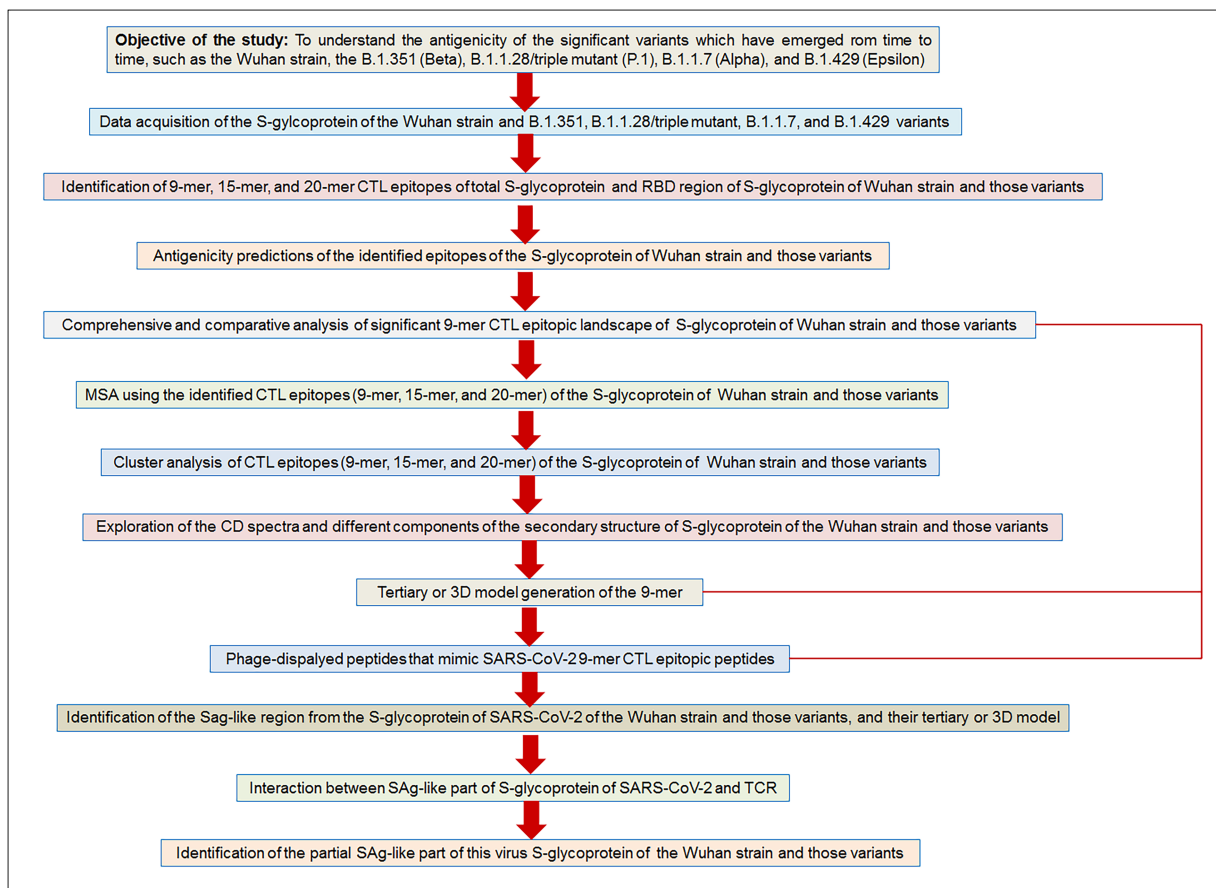 Objective of the study: To understand the antigenicity of the significant variants which have emerged rom time to
time, such as the Wuhan strain, the B.1.351 (Beta), B.1.1.28/triple mutant (P.1), B.1.1.7 (Alpha), and B.1.429 (Epsilon)
Data acquisition of the S-gylcoprotein of the Wuhan strain and B.1.351, B.1.1.28/triple mutant, B.1.1.7, and B.1.429 variants
Identification of 9-mer, 15-mer, and 20-mer CTL epitopes of total S-glycoprotein and RBD region of S-glycoprotein of Wuhan strain and those variants
Antigenicity predictions of the identified epitopes of the S-glycoprotein of Wuhan strain and those variants
Comprehensive and comparative analysis of significant 9-mer CTL epitopic landscape of S-glycoprotein of Wuhan strain and those variants
MSA using the identified CTL epitopes (9-mer, 15-mer, and 20-mer) of the S-glycoprotein of Wuhan strain and those variants
Cluster analysis of CTL epitopes (9-mer, 15-mer, and 20-mer) of the S-glycoprotein of Wuhan strain and those variants
Exploration of the CD spectra and different components of the secondary structure of S-glycoprotein of the Wuhan strain and those variants
Tertiary or 3D model generation of the 9-mer
Phage-dispalyed peptides that mimic SARS-CoV-2 9-mer CTL epitopic peptides
Identification of the Sag-like region from the S-glycoprotein of SARS-CoV-2 of the Wuhan strain and those variants, and their tertiary or 3D model
Interaction between SAg-like part of S-glycoprotein of SARS-CoV-2 and TCR
Identification of the partial SAg-like part of this virus S-glycoprotein of the Wuhan strain and those variants